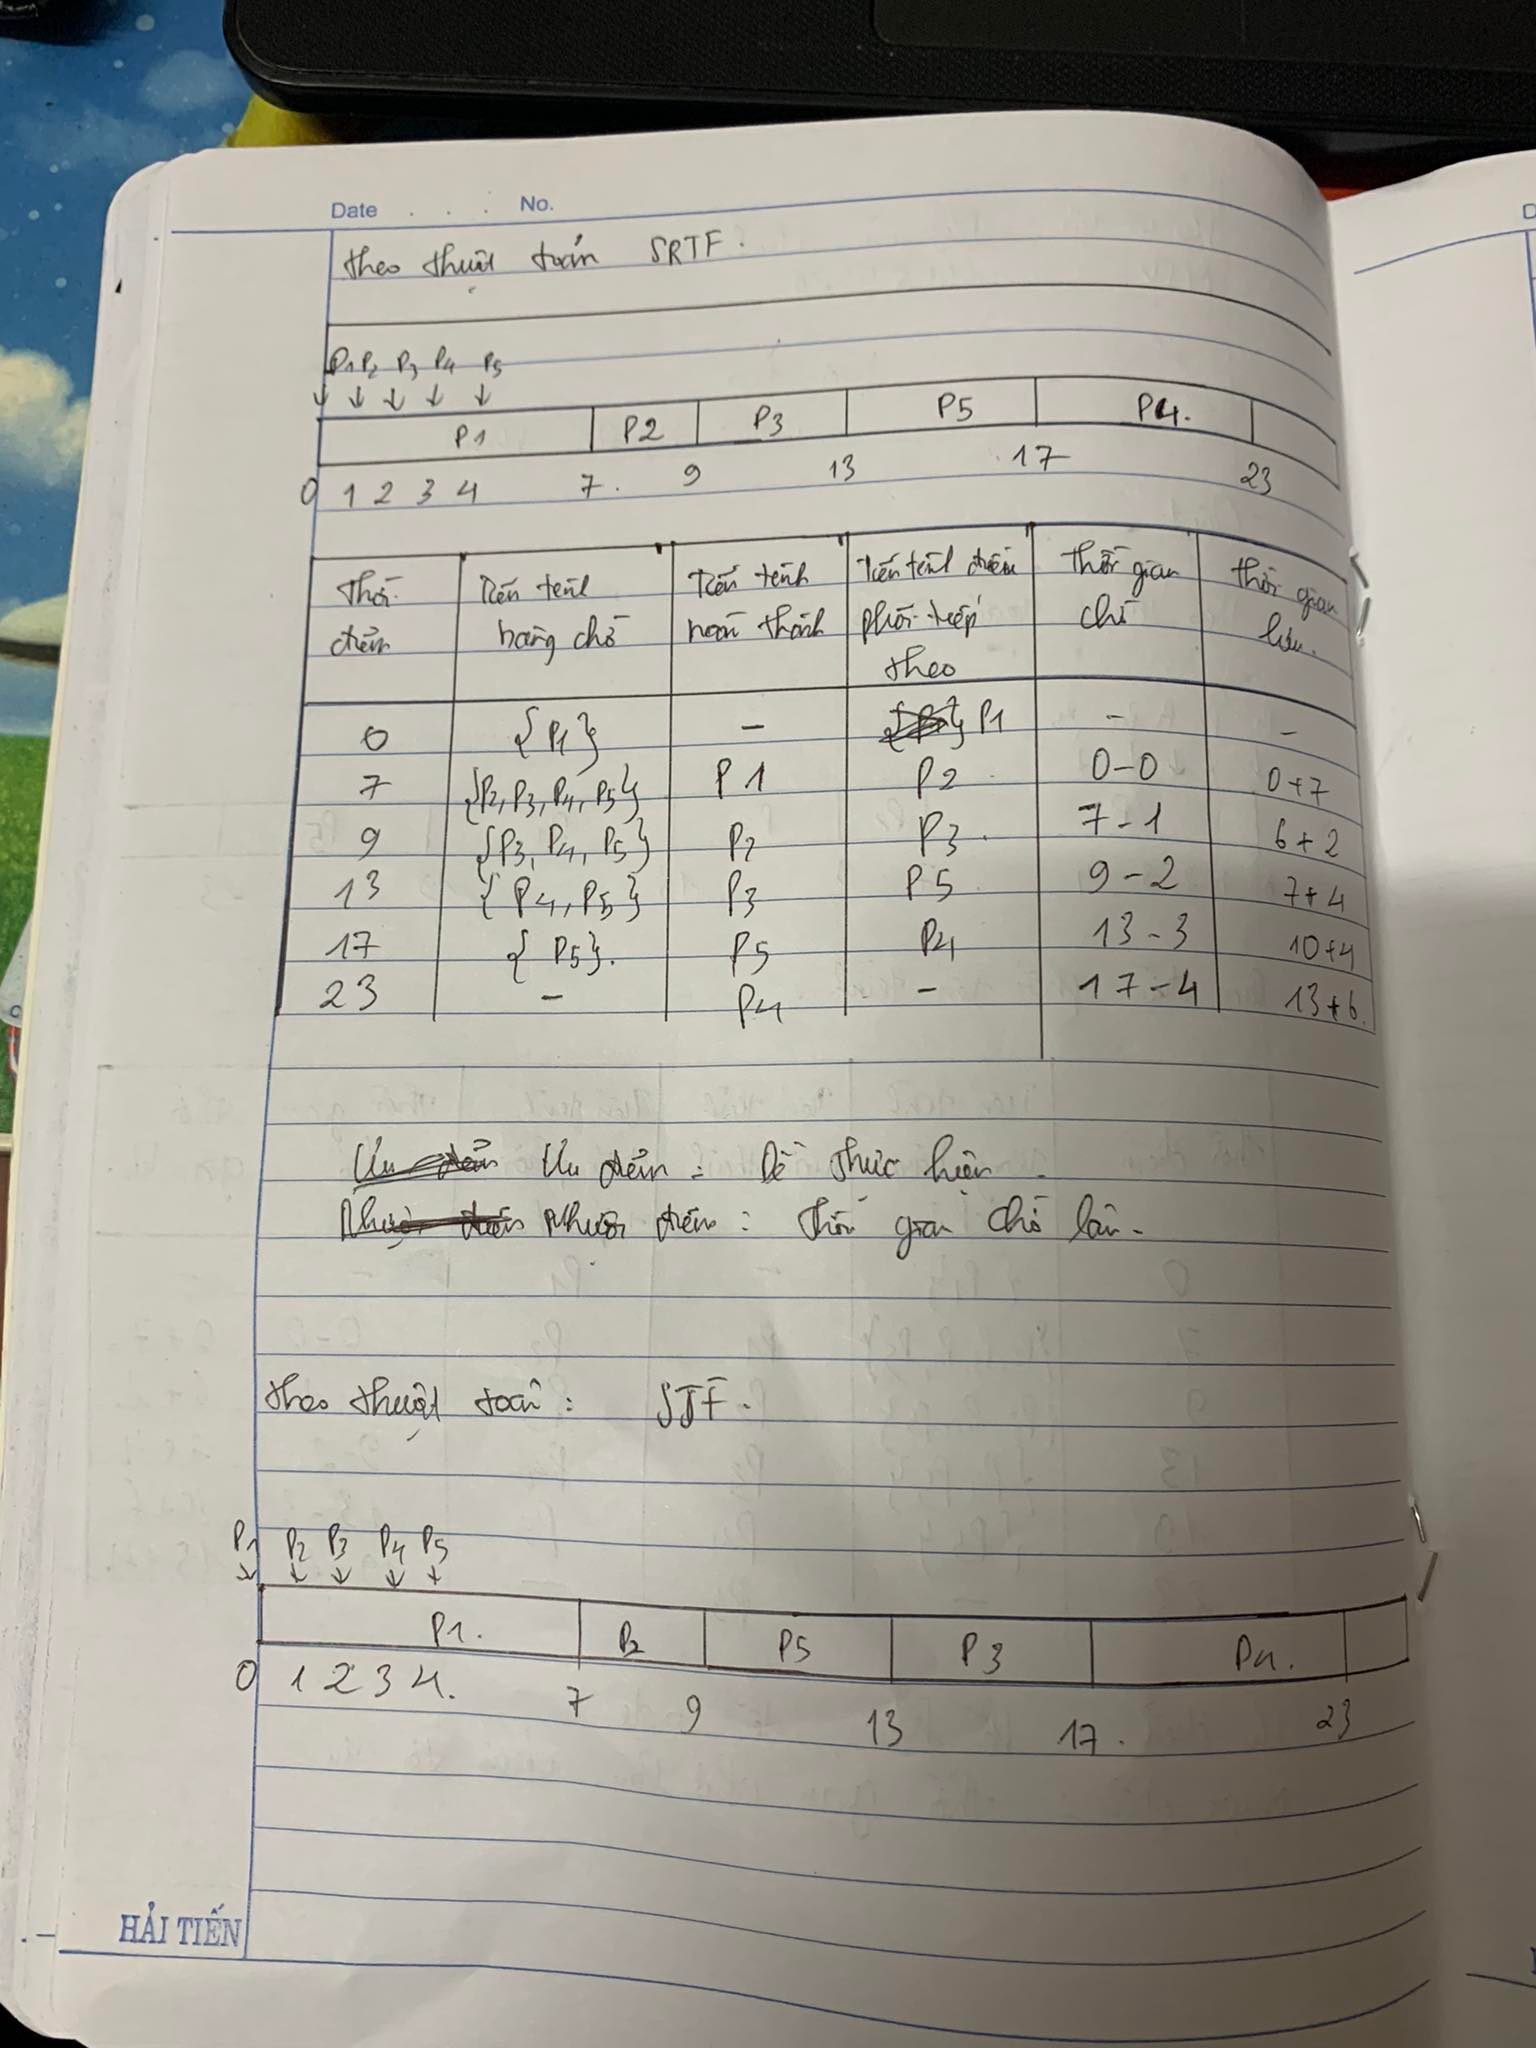 Date . . . No.
Theo thuật toán SRTF.
P1 P2 P3 P4 P5
P1 P2 P3 P5 P4.
0 1 2 3 4 7. 9 13 17 23
Thời điểm Tiến trình hàng chờ Tiến trình hoàn thành Tiến trình điều phối tiếp theo Thời gian chờ Thời gian lưu.
0 {P1} - P1 - -
7 {P2, P3, P4, P5} P1 P2 0-0 0+7
9 {P3, P4, P5} P2 P3. 7-1 6+2
13 {P4, P5} P3 P5 9-2 7+4
17 {P5}. P5 P4 13-3 10+4
23 - P4 - 17-4 13+6.
Ưu điểm: Dễ thực hiện.
Nhược điểm: thời gian chờ lâu.
Theo thuật toán: SJF.
P1 P2 P3 P4 P5
P1. P2 P5 P3 P4.
0 1 2 3 4. 7 9 13 17. 23
HẢI TIẾN